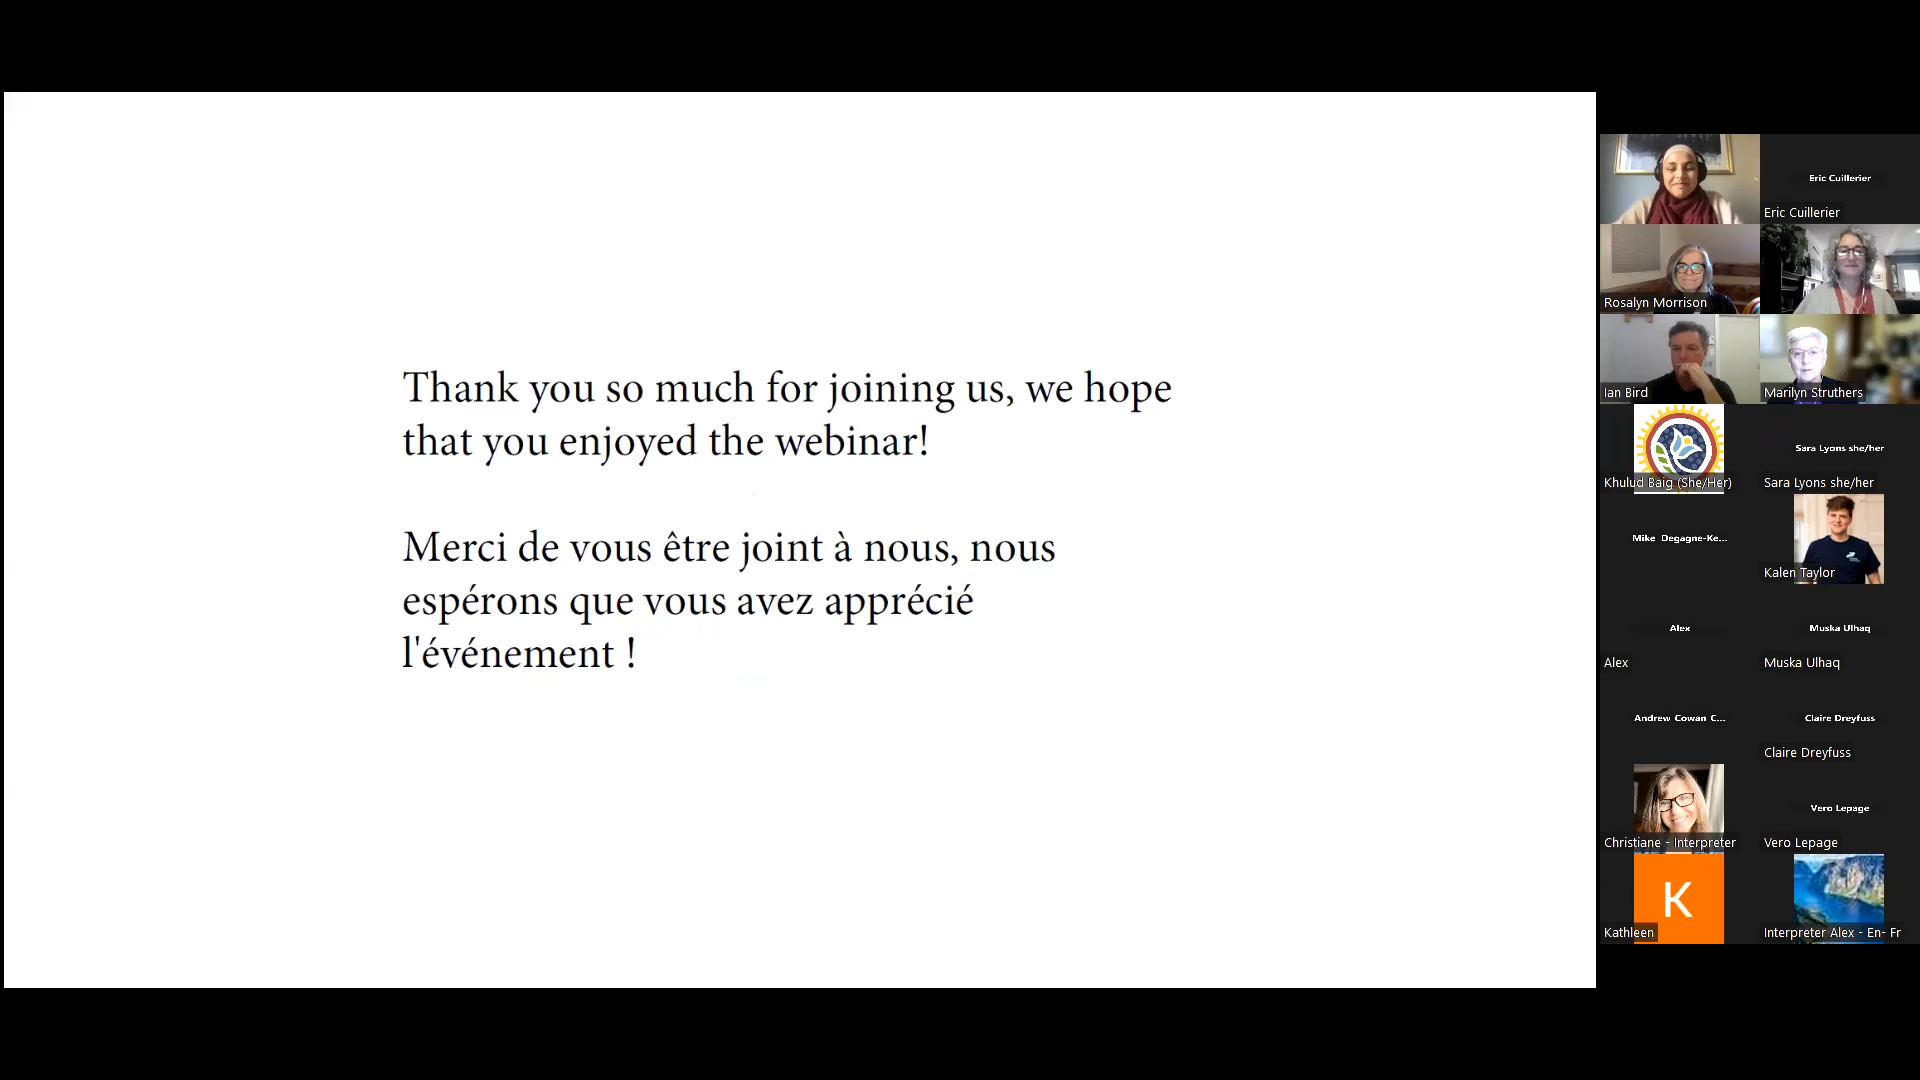 Thank you so much for joining us, we hope
that you enjoyed the webinar!
Merci de vous être joint à nous, nous
espérons que vous avez apprécié
l'événement !
Eric Cuillerier
Eric Cuillerier
Rosalyn Morrison
Ian Bird
Marilyn Struthers
Khulud Baig (She/Her)
Sara Lyons she/her
Sara Lyons she/her
Mike Degagne-Ke...
Kalen Taylor
Alex
Alex
Muska Ulhaq
Muska Ulhaq
Andrew Cowan C...
Claire Dreyfuss
Claire Dreyfuss
Christiane - Interpreter
Vero Lepage
Vero Lepage
K
Kathleen
Interpreter Alex - En- Fr